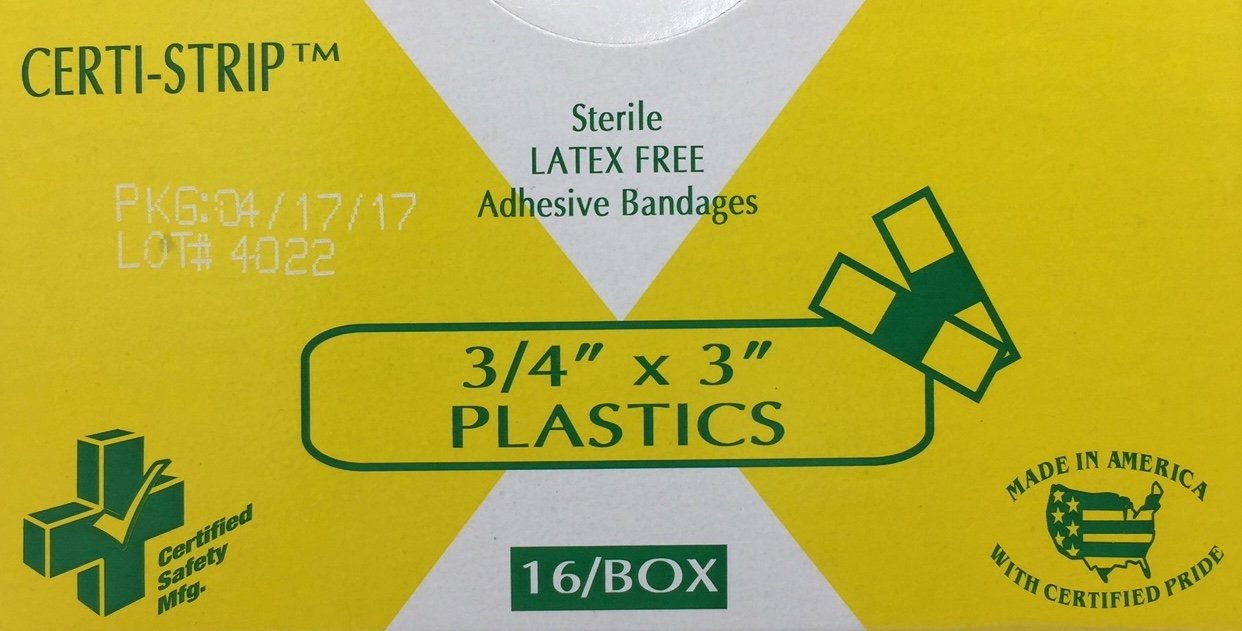 CERTI-STRIP™
Sterile
LATEX FREE
Adhesive Bandages
PKG:04/17/17
LOT# 4022
3/4" x 3"
PLASTICS
Certified
Safety
Mfg.
16/BOX
MADE IN AMERICA
WITH CERTIFIED PRIDE